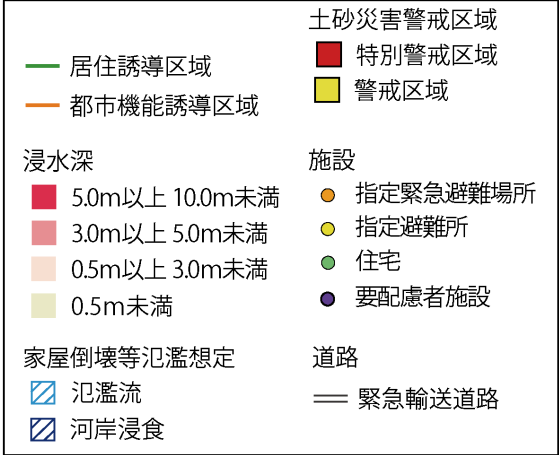 居住誘導区域
都市機能誘導区域
土砂災害警戒区域
特別警戒区域
警戒区域
浸水深
5.0m以上 10.0m未満
3.0m以上 5.0m未満
0.5m以上 3.0m未満
0.5m未満
施設
指定緊急避難場所
指定避難所
住宅
要配慮者施設
家屋倒壊等氾濫想定
氾濫流
河岸浸食
道路
緊急輸送道路